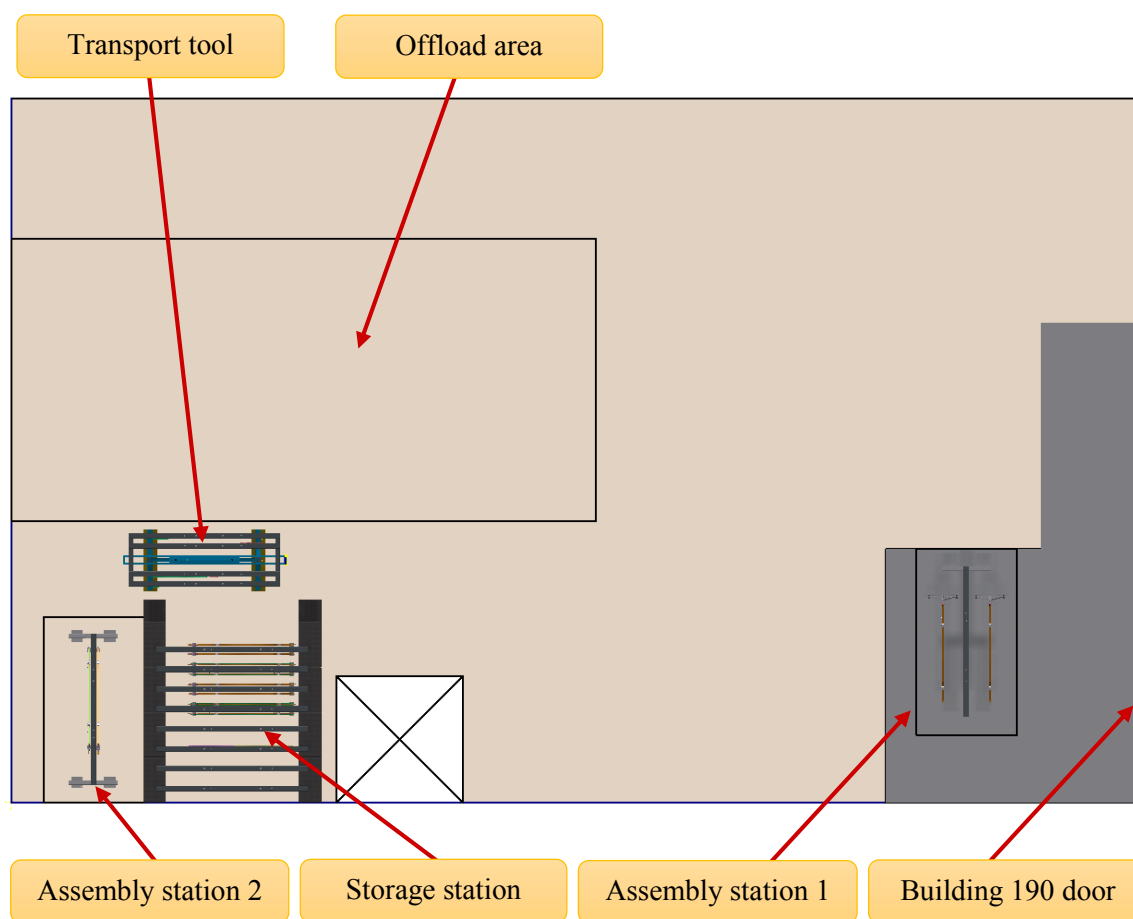 Transport tool
Offload area
Assembly station 2
Storage station
Assembly station 1
Building 190 door